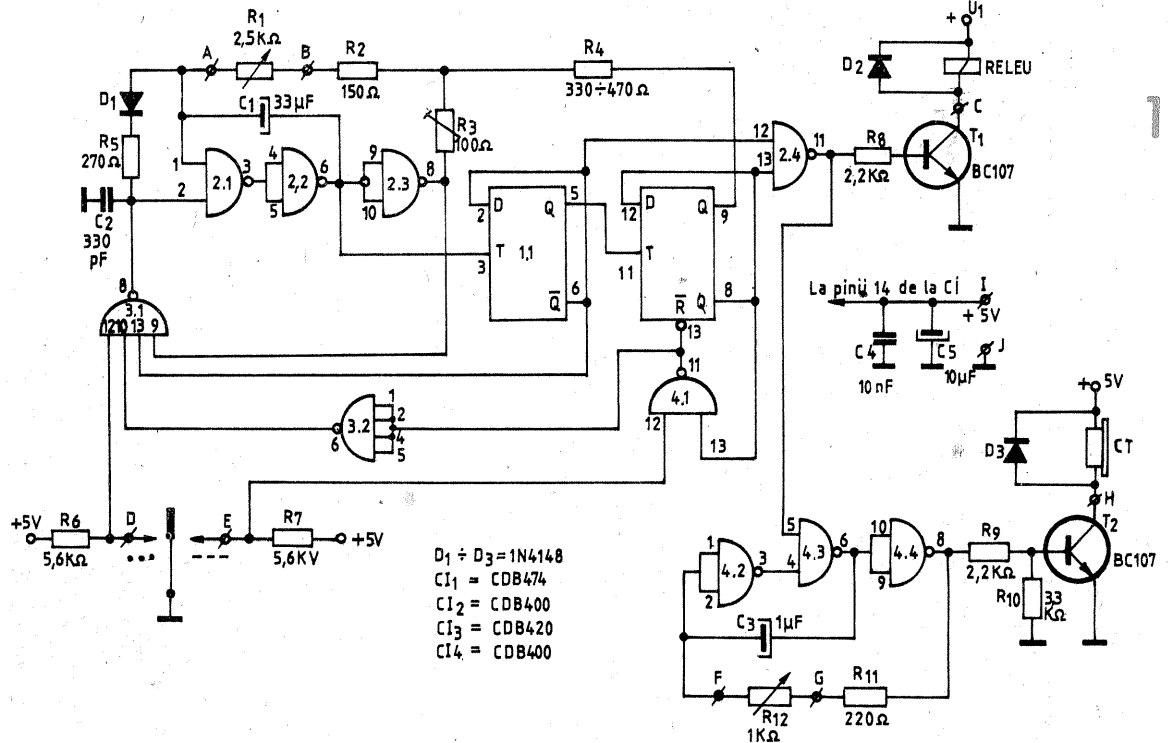 R1
2,5KΩ
A
B
R2
150Ω
R4
330÷470Ω
D1
C1 33µF
R5
270Ω
R3
100Ω
1
2
2.1
3
4
5
2,2
6
9
10
2.3
8
C2
330
pF
D
2
Q
5
T
3
1,1
Q̄
6
D
12
Q
9
T
11
Q
8
R̄
13
12
13
2.4
11
R8
2,2KΩ
+ U1
D2
RELEU
C
T1
BC107
8
3.1
12 10 13 9
La pinii 14 de la CI
I
+ 5V
J
C4
10nF
C5
10µF
11
4.1
12
13
3.2
6
1
2
4
5
+5V
R6
5,6KΩ
D
E
R7
5,6KV
+5V
D1 ÷ D3 = 1N4148
CI1 = CDB474
CI2 = CDB400
CI3 = CDB420
CI4 = CDB400
+ 5V
D3
CT
H
T2
BC107
1
2
4.2
3
5
4
4.3
6
10
9
4.4
8
R9
2,2KΩ
R10
33
KΩ
C3 1µF
F
R12
1KΩ
G
R11
220Ω
1